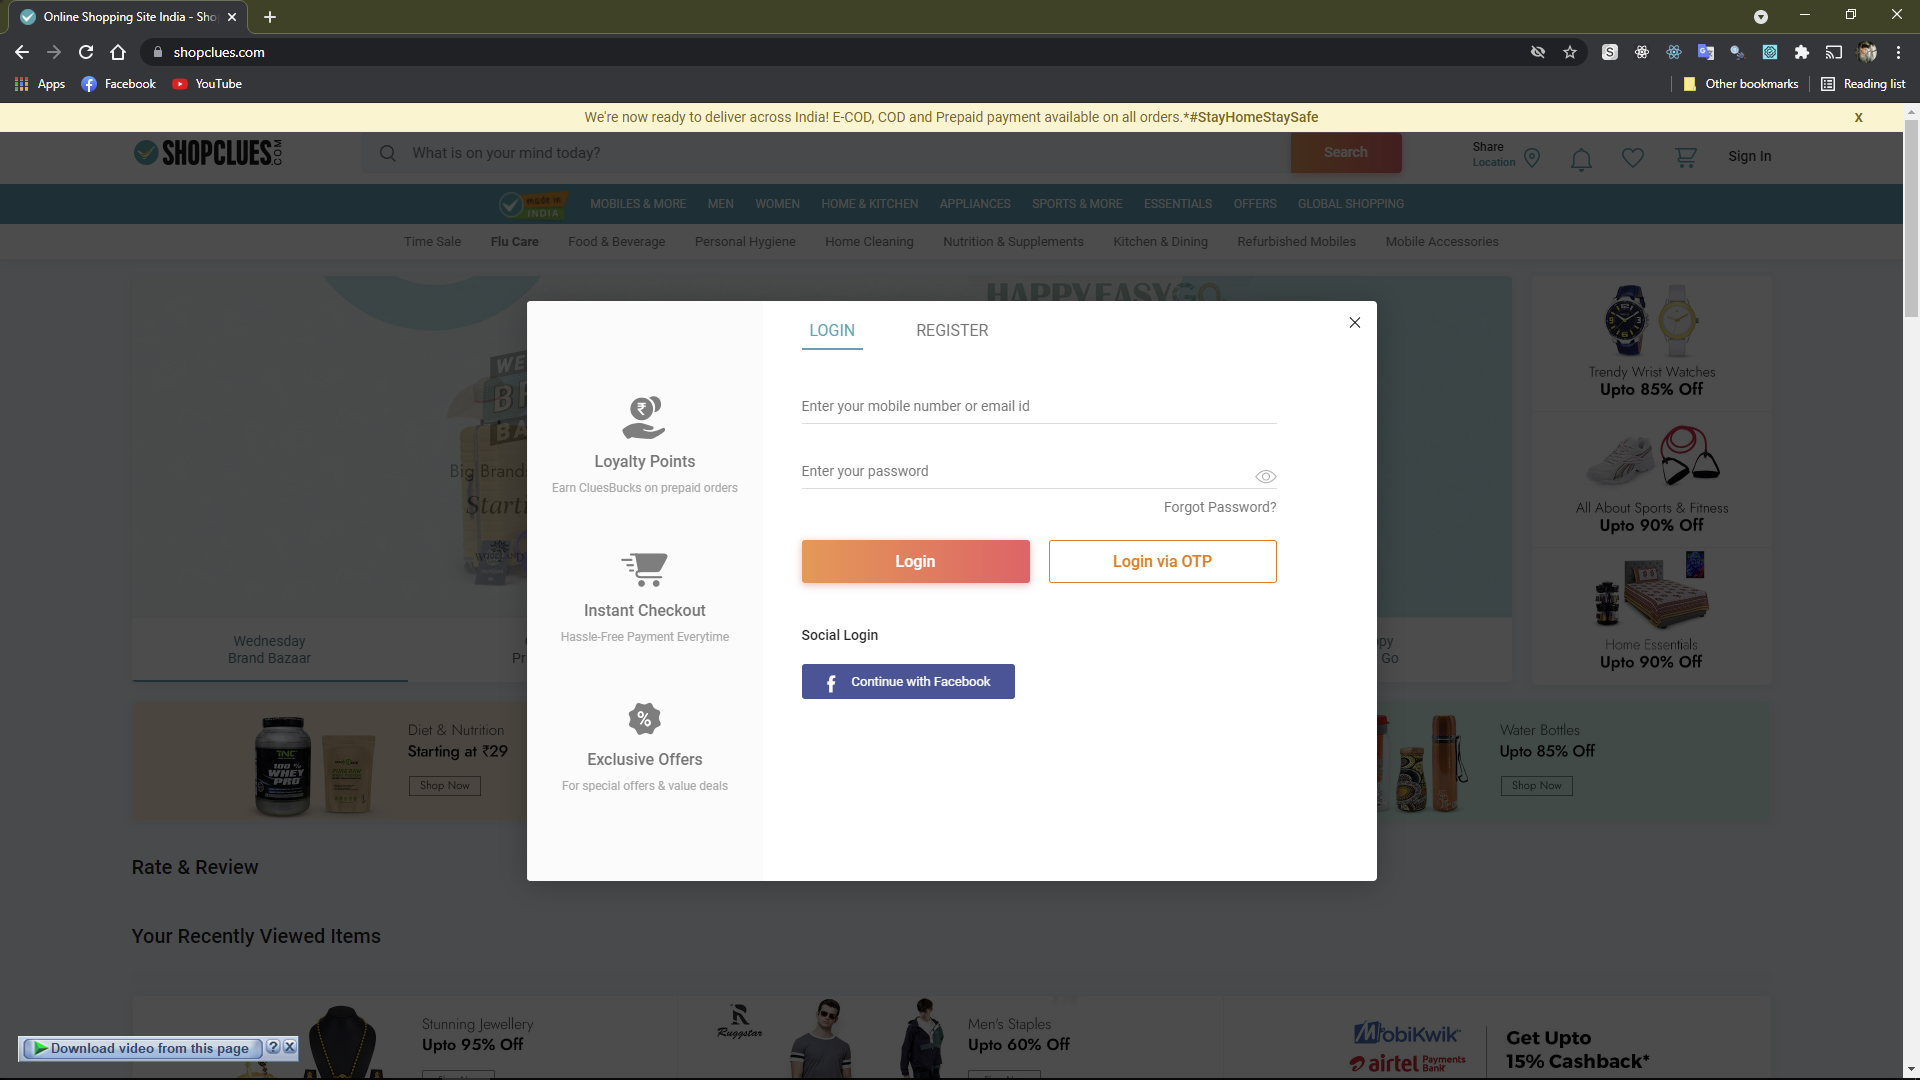 Online Shopping Site India - Sho
shopclues.com
Apps
Facebook
YouTube
Other bookmarks
Reading list
We're now ready to deliver across India! E-COD, COD and Prepaid payment available on all orders.*#StayHomeStaySafe
X
SHOPCLUES.COM
What is on your mind today?
Search
Share
Location
Sign In
made in
INDIA
MOBILES & MORE
MEN
WOMEN
HOME & KITCHEN
APPLIANCES
SPORTS & MORE
ESSENTIALS
OFFERS
GLOBAL SHOPPING
Time Sale
Flu Care
Food & Beverage
Personal Hygiene
Home Cleaning
Nutrition & Supplements
Kitchen & Dining
Refurbished Mobiles
Mobile Accessories
HAPPYEASYGO
Big Brands
Wednesday
Brand Bazaar
Go
Trendy Wrist Watches
Upto 85% Off
All About Sports & Fitness
Upto 90% Off
Home Essentials
Upto 90% Off
LOGIN
REGISTER
Loyalty Points
Earn CluesBucks on prepaid orders
Instant Checkout
Hassle-Free Payment Everytime
Exclusive Offers
For special offers & value deals
Enter your mobile number or email id
Enter your password
Forgot Password?
Login
Login via OTP
Social Login
Continue with Facebook
Diet & Nutrition
Starting at ₹29
Shop Now
TNC
100%
WHEY
PRO
Water Bottles
Upto 85% Off
Shop Now
Rate & Review
Your Recently Viewed Items
Stunning Jewellery
Upto 95% Off
Ruggstar
Men's Staples
Upto 60% Off
MobiKwik
airtel Payments Bank
Get Upto
15% Cashback*
Download video from this page
?
X